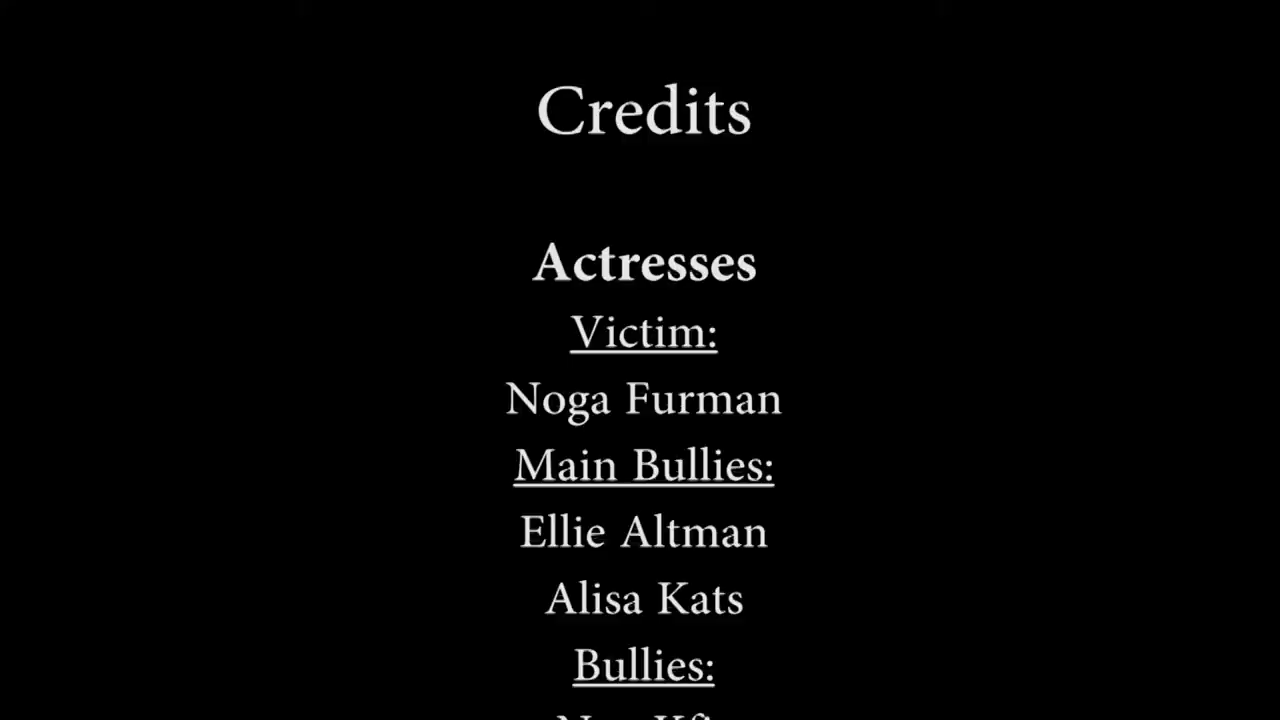 Credits
Actresses
Victim:
Noga Furman
Main Bullies:
Ellie Altman
Alisa Kats
Bullies: